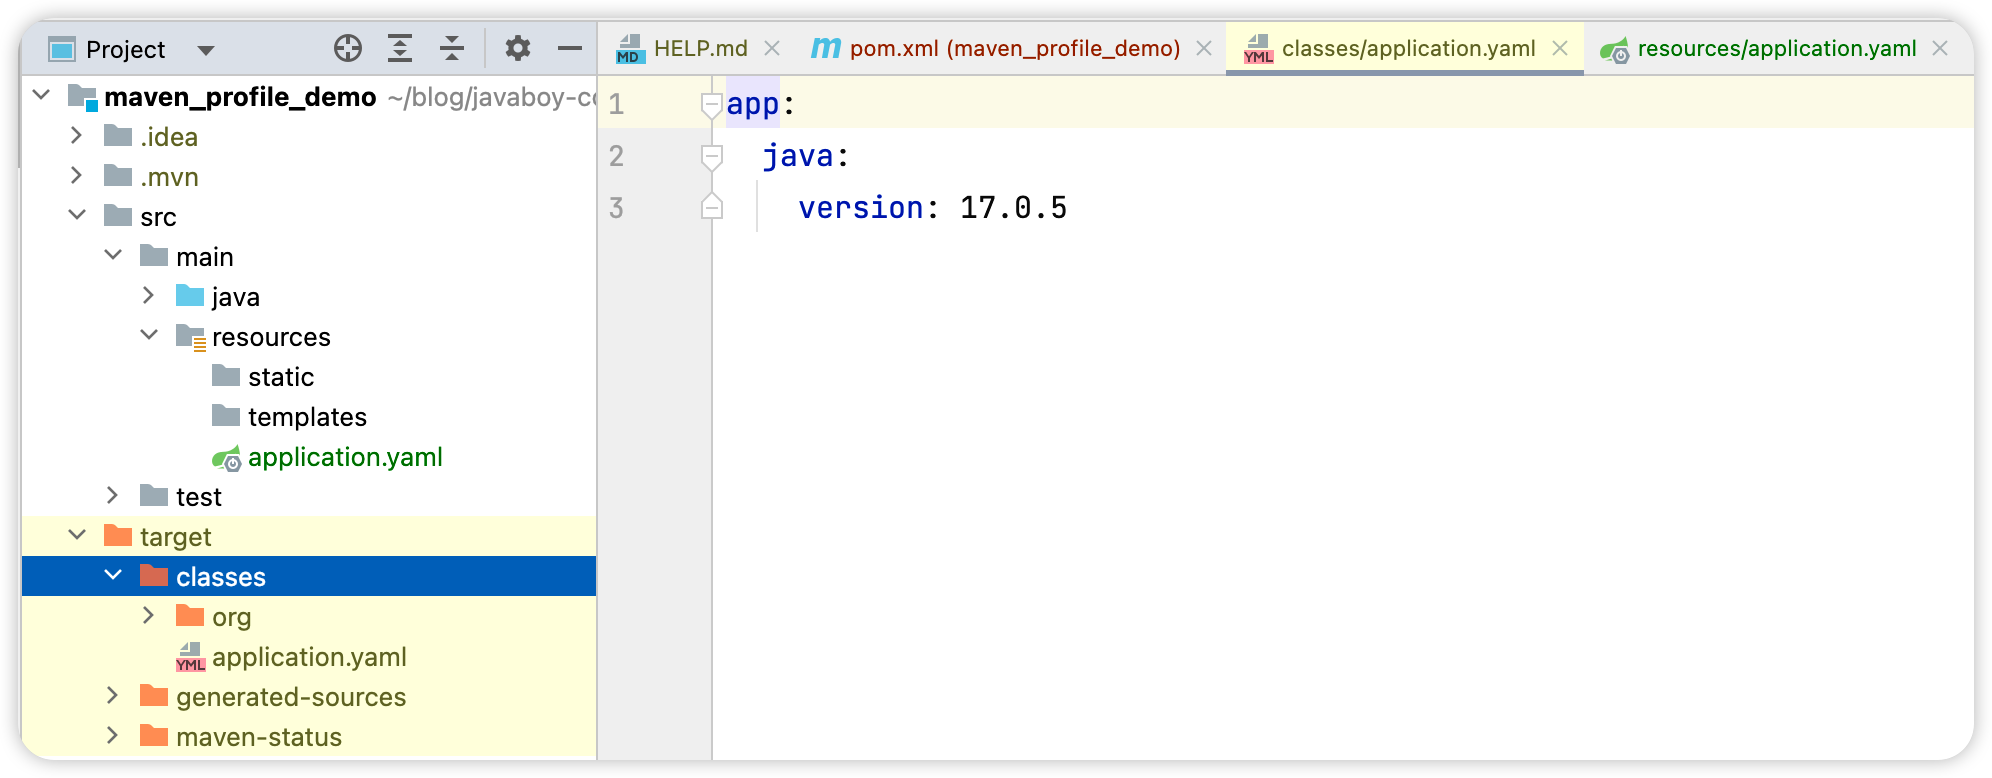 Project
HELP.md
pom.xml (maven_profile_demo)
classes/application.yaml
resources/application.yaml
maven_profile_demo ~/blog/javaboy-c
.idea
.mvn
src
main
java
resources
static
templates
application.yaml
test
target
classes
org
application.yaml
generated-sources
maven-status
1 app:
2 java:
3 version: 17.0.5
MD
YML
YML